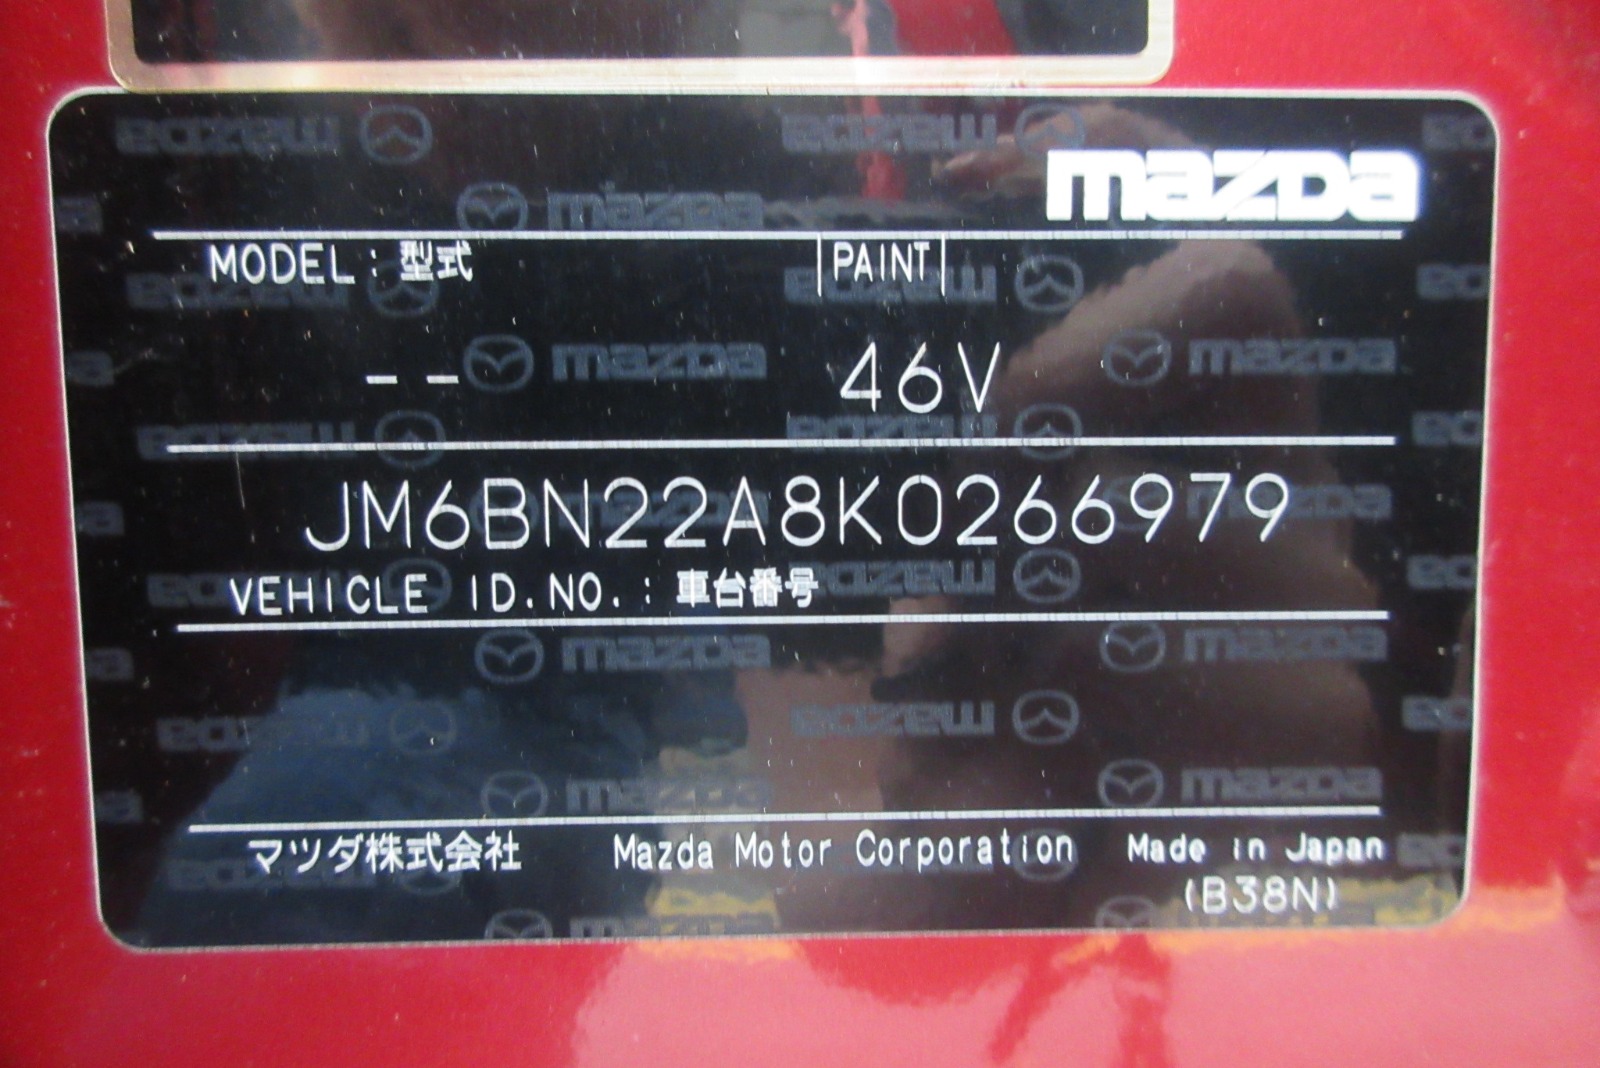 mazda
MODEL : 型式 PAINT
-- 46V
JM6BN22A8K0266979
VEHICLE ID.NO. : 車台番号
マツダ株式会社 Mazda Motor Corporation Made in Japan
(B38N)